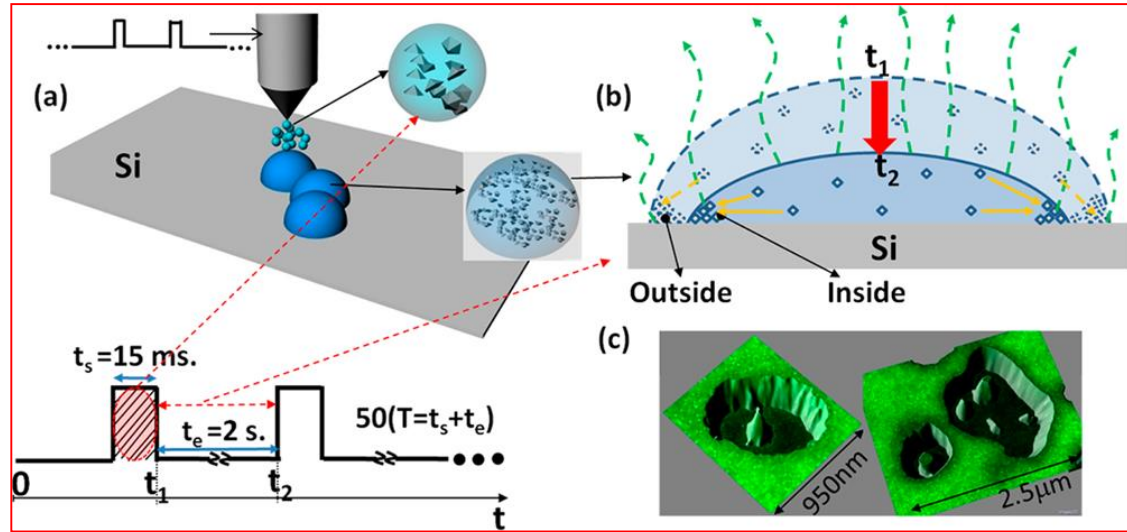 (a)
Si
t_s =15 ms.
t_e =2 s.
50(T=t_s+t_e)
0
t_1
t_2
t
(b)
t_1
t_2
Si
Outside
Inside
(c)
950nm
2.5μm